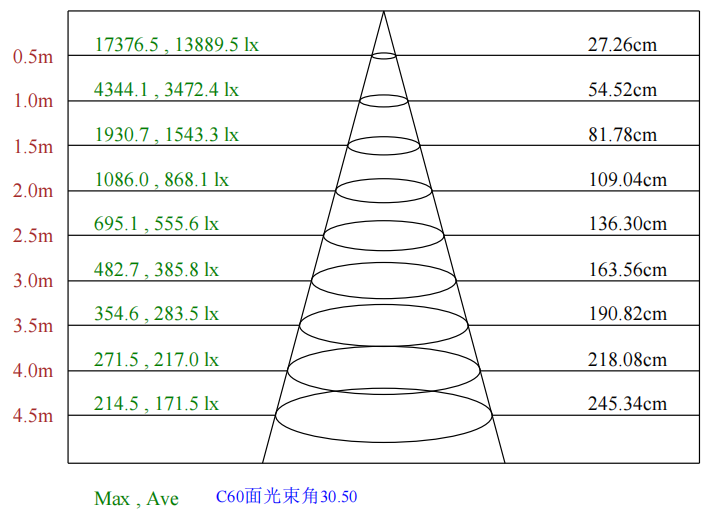 17376.5 , 13889.5 lx 27.26cm
0.5m
4344.1 , 3472.4 lx 54.52cm
1.0m
1930.7 , 1543.3 lx 81.78cm
1.5m
1086.0 , 868.1 lx 109.04cm
2.0m
695.1 , 555.6 lx 136.30cm
2.5m
482.7 , 385.8 lx 163.56cm
3.0m
354.6 , 283.5 lx 190.82cm
3.5m
271.5 , 217.0 lx 218.08cm
4.0m
214.5 , 171.5 lx 245.34cm
4.5m
Max , Ave C60面光束角30.50